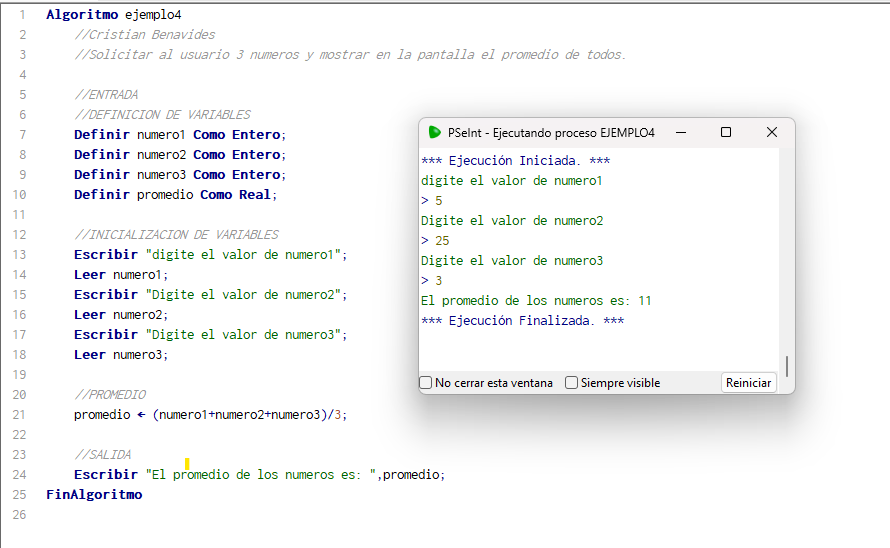 1 Algoritmo ejemplo4
2 //Cristian Benavides
3 //Solicitar al usuario 3 numeros y mostrar en la pantalla el promedio de todos.
4
5 //ENTRADA
6 //DEFINICION DE VARIABLES
7 Definir numero1 Como Entero;
8 Definir numero2 Como Entero;
9 Definir numero3 Como Entero;
10 Definir promedio Como Real;
11
12 //INICIALIZACION DE VARIABLES
13 Escribir "digite el valor de numero1";
14 Leer numero1;
15 Escribir "Digite el valor de numero2";
16 Leer numero2;
17 Escribir "Digite el valor de numero3";
18 Leer numero3;
19
20 //PROMEDIO
21 promedio ← (numero1+numero2+numero3)/3;
22
23 //SALIDA
24 Escribir "El promedio de los numeros es: ",promedio;
25 FinAlgoritmo
26
PSeInt - Ejecutando proceso EJEMPLO4
*** Ejecución Iniciada. ***
digite el valor de numero1
> 5
Digite el valor de numero2
> 25
Digite el valor de numero3
> 3
El promedio de los numeros es: 11
*** Ejecución Finalizada. ***
No cerrar esta ventana Siempre visible Reiniciar